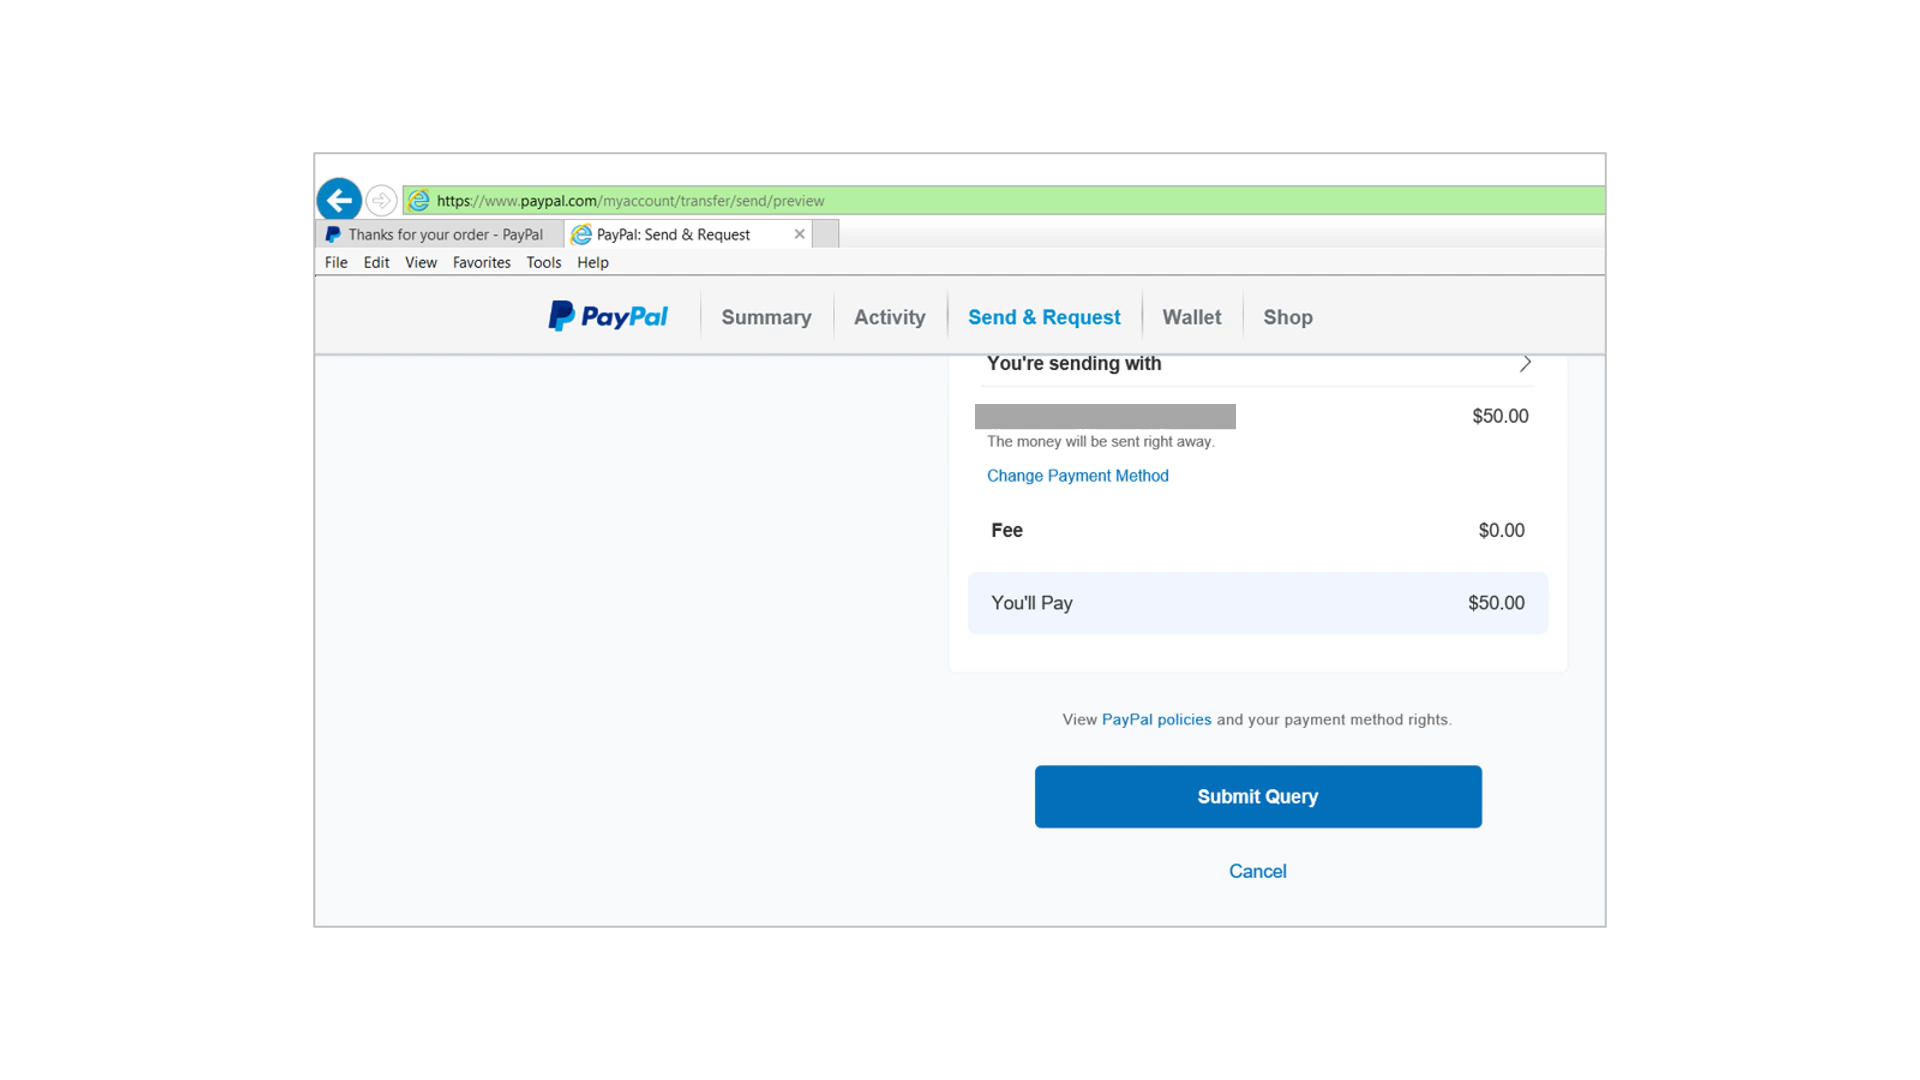 https://www.paypal.com/myaccount/transfer/send/preview
Thanks for your order - PayPal
PayPal: Send & Request
File Edit View Favorites Tools Help
PayPal Summary Activity Send & Request Wallet Shop
You're sending with
$50.00
The money will be sent right away.
Change Payment Method
Fee $0.00
You'll Pay $50.00
View PayPal policies and your payment method rights.
Submit Query
Cancel